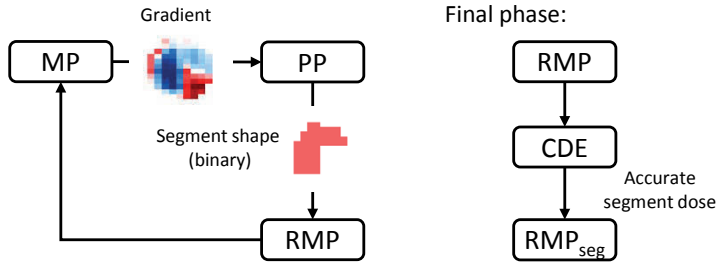 Gradient
MP
PP
Segment shape
(binary)
RMP
Final phase:
RMP
CDE
Accurate
segment dose
RMPseg